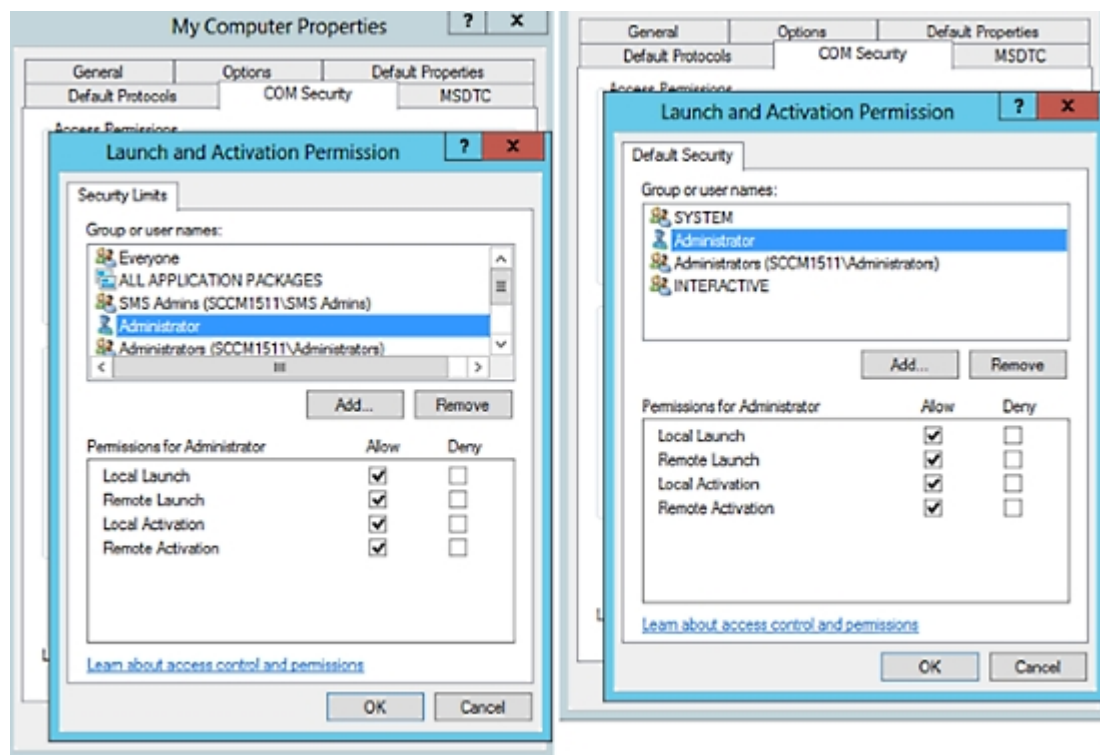 My Computer Properties
? X
General Options Default Properties
Default Protocols COM Security MSDTC
Access Permissions
Launch and Activation Permission
? X
Security Limits
Group or user names:
Everyone
ALL APPLICATION PACKAGES
SMS Admins (SCCM1511\SMS Admins)
Administrator
Administrators (SCCM1511\Administrators)
Add... Remove
Permissions for Administrator Allow Deny
Local Launch
Remote Launch
Local Activation
Remote Activation
Learn about access control and permissions
OK Cancel
General Options Default Properties
Default Protocols COM Security MSDTC
Access Permissions
Launch and Activation Permission
? X
Default Security
Group or user names:
SYSTEM
Administrator
Administrators (SCCM1511\Administrators)
INTERACTIVE
Add... Remove
Permissions for Administrator Allow Deny
Local Launch
Remote Launch
Local Activation
Remote Activation
Learn about access control and permissions
OK Cancel